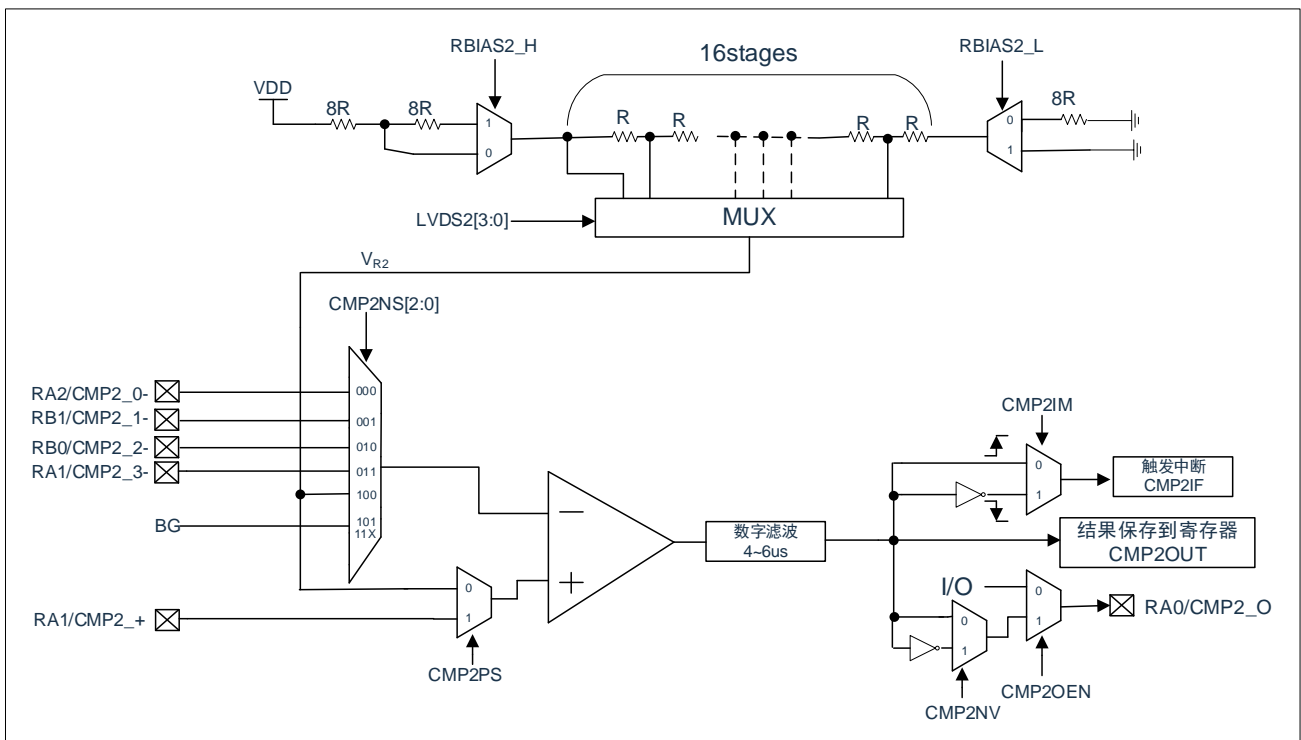 RBIAS2_H
16stages
RBIAS2_L
VDD
8R
8R
1
0
R
R
R
R
0
1
8R
LVDS2[3:0]
MUX
VR2
CMP2NS[2:0]
RA2/CMP2_0-
000
RB1/CMP2_1-
001
RB0/CMP2_2-
010
RA1/CMP2_3-
011
100
BG
101
11X
RA1/CMP2_+
0
1
CMP2PS
数字滤波
4~6us
CMP2IM
0
1
触发中断
CMP2IF
结果保存到寄存器
CMP2OUT
I/O
0
1
0
1
RA0/CMP2_O
CMP2OEN
CMP2NV